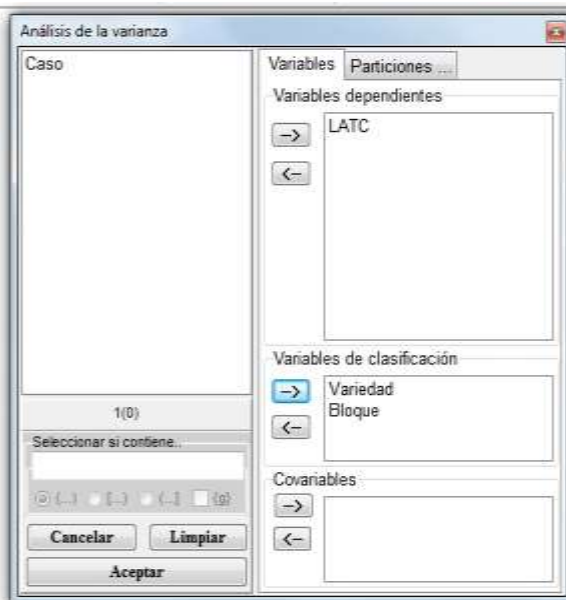 Análisis de la varianza
Caso
1(0)
Seleccionar si contiene..
(...) [...) (...] {g}
Cancelar Limpiar
Aceptar
Variables Particiones ...
Variables dependientes
-->
<--
LATC
Variables de clasificación
-->
<--
Variedad
Bloque
Covariables
-->
<--